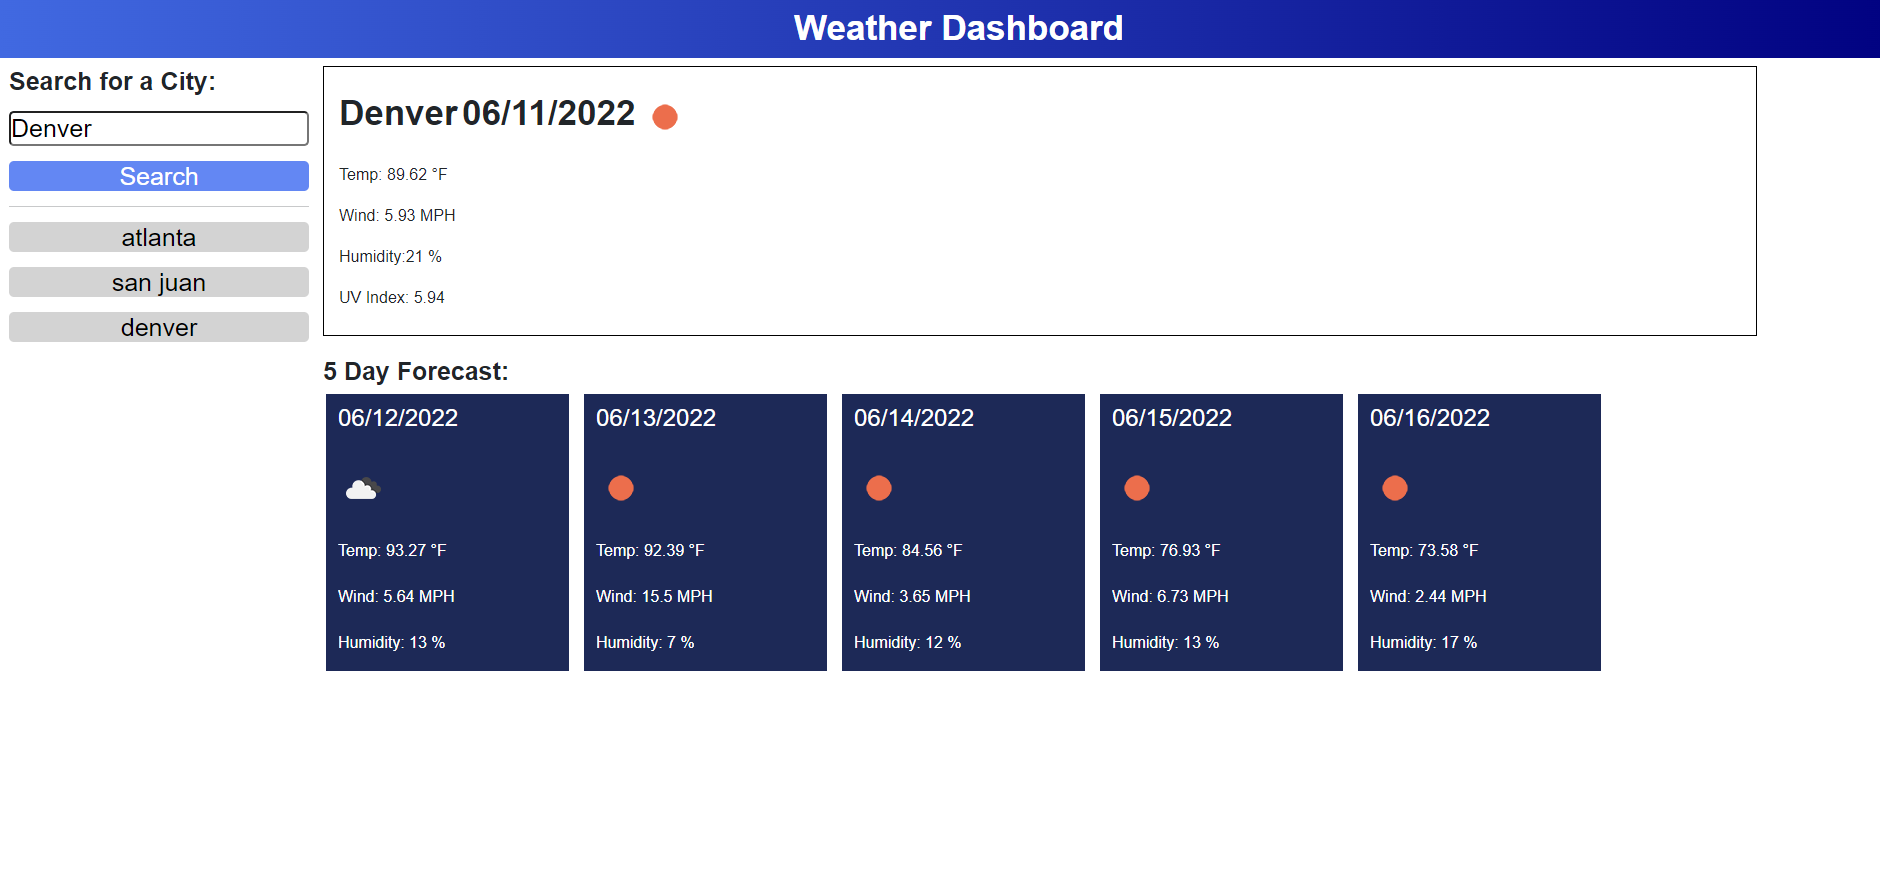 Weather Dashboard
Search for a City:
Denver
Search
atlanta
san juan
denver
Denver 06/11/2022
Temp: 89.62 °F
Wind: 5.93 MPH
Humidity:21 %
UV Index: 5.94
5 Day Forecast:
06/12/2022
Temp: 93.27 °F
Wind: 5.64 MPH
Humidity: 13 %
06/13/2022
Temp: 92.39 °F
Wind: 15.5 MPH
Humidity: 7 %
06/14/2022
Temp: 84.56 °F
Wind: 3.65 MPH
Humidity: 12 %
06/15/2022
Temp: 76.93 °F
Wind: 6.73 MPH
Humidity: 13 %
06/16/2022
Temp: 73.58 °F
Wind: 2.44 MPH
Humidity: 17 %